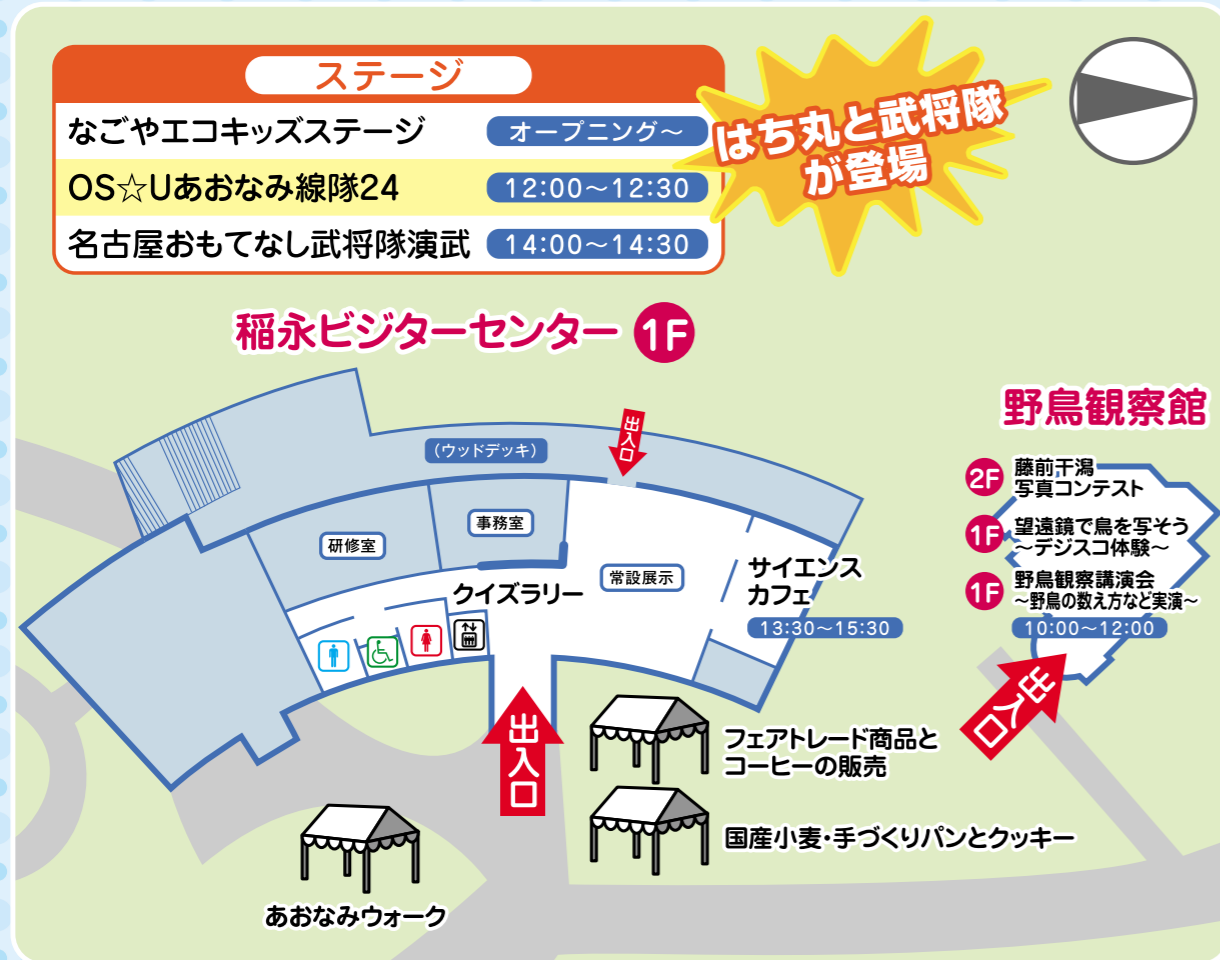 ステージ
なごやエコキッズステージ オープニング～
OS☆Uあおなみ線隊24 12:00～12:30
名古屋おもてなし武将隊演武 14:00～14:30
はち丸と武将隊
が登場
稲永ビジターセンター 1F
(ウッドデッキ)
出入口
研修室
事務室
クイズラリー
常設展示
サイエンス
カフェ
13:30～15:30
野鳥観察館
2F 藤前干潟
写真コンテスト
1F 望遠鏡で鳥を写そう
～デジスコ体験～
1F 野鳥観察講演会
～野鳥の数え方など実演～
10:00～12:00
出入口
出入口
フェアトレード商品と
コーヒーの販売
国産小麦・手づくりパンとクッキー
あおなみウォーク